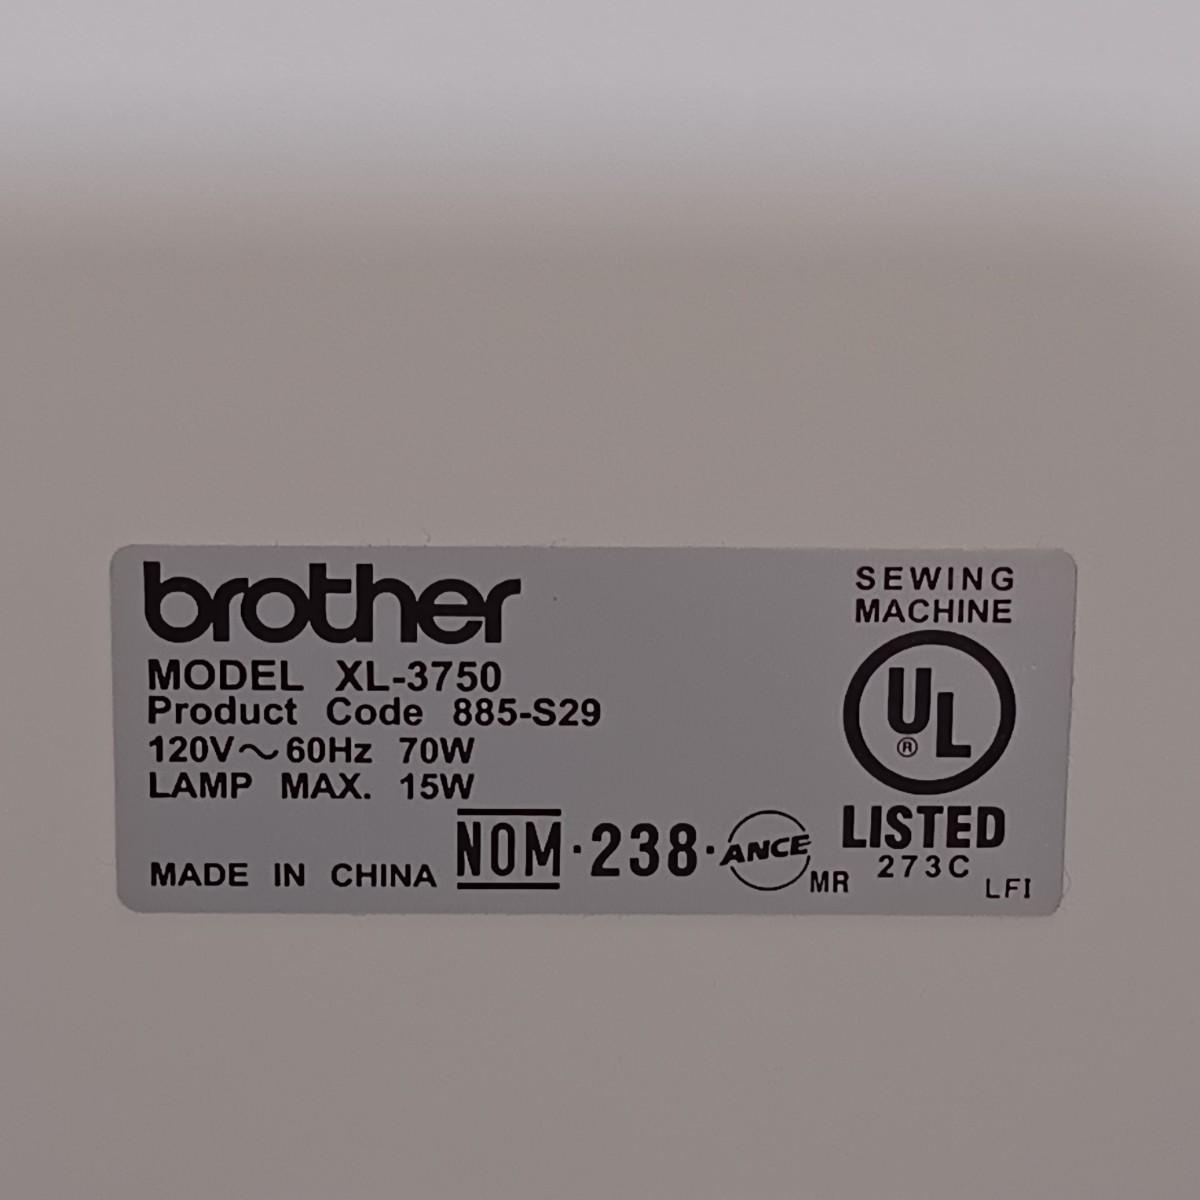 brother
MODEL XL-3750
Product Code 885-S29
120V~60Hz 70W
LAMP MAX. 15W
MADE IN CHINA
NOM·238·ANCE
MR
SEWING
MACHINE
UL
®
LISTED
273C
LFI